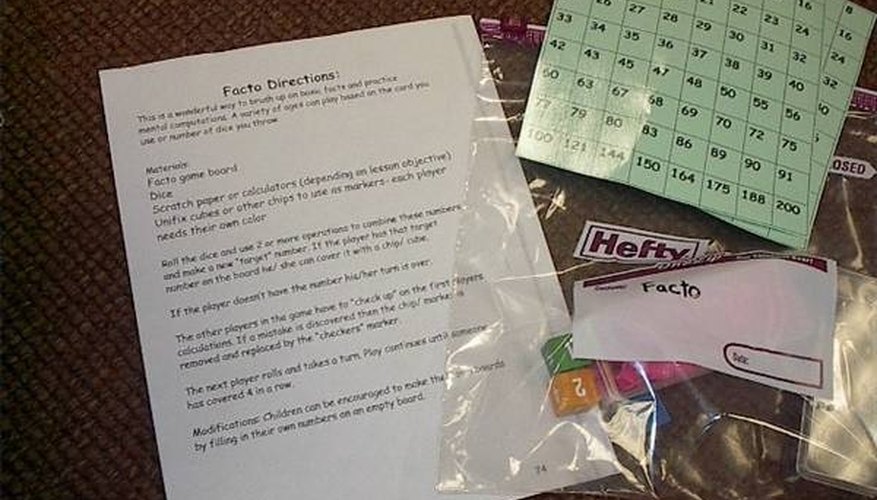 Facto Directions:
This is a wonderful way to brush up on basic facts and practice
mental computations. A variety of ages can play based on the card you
use or number of dice you throw
Materials:
Facto game board
Dice
Scratch paper or calculators (depending on lesson objective)
Unifix cubes or other chips to use as markers- each player
needs their own color
Roll the dice and use 2 or more operations to combine these numbers
and make a new "target" number. If the player has that target
number on the board he/ she can cover it with a chip/ cube.
If the player doesn't have the number his/her turn is over.
The other players in the game have to "check up" on the first players
calculations. If a mistake is discovered then the chip/ marker is
removed and replaced by the "checkers" marker.
The next player rolls and takes a turn. Play continues until someone
has covered 4 in a row.
Modifications: Children can be encouraged to make their boards
by filling in their own numbers on an empty board.
24
26 27 28 21 22 23 16 8
33 34 35 28 29 30 31 24 16
42 43 45 36 37 38 39 32
60 63 67 47 48 50 40 32
77 79 80 68 69 55 56
100 121 144 83 86 70 72 75
150 164 89 90 91
175 188 200
OSED
Hefty
Facto
Date:
2